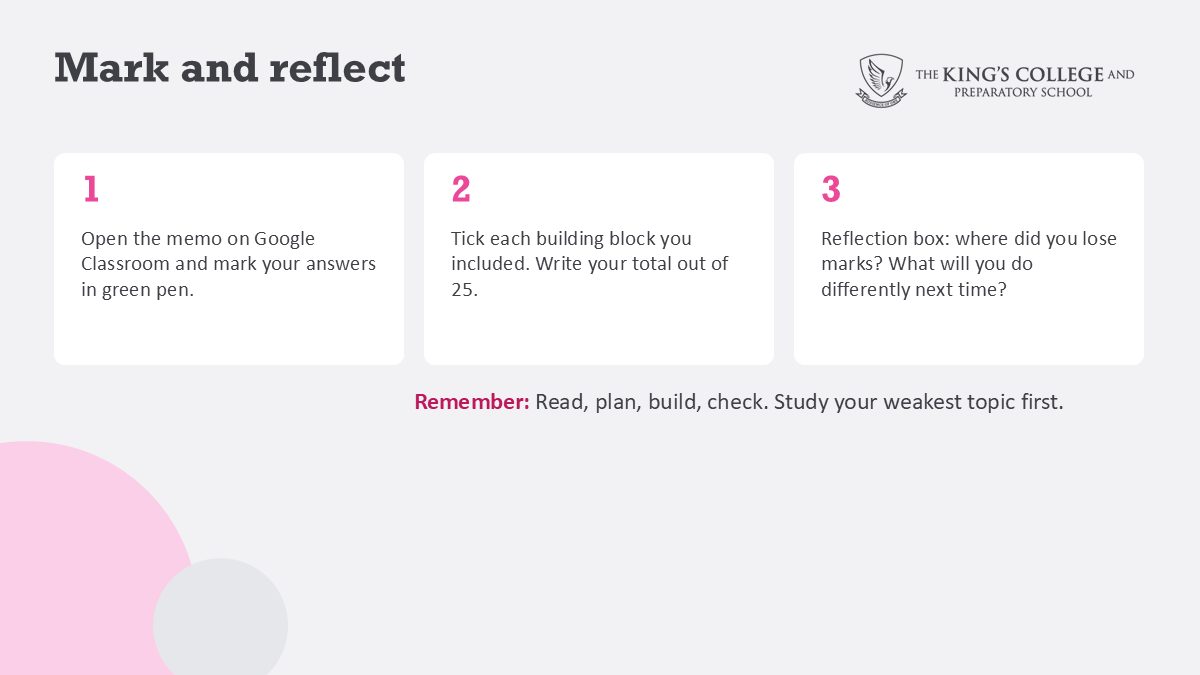 Mark and reflect
THE KING'S COLLEGE AND
PREPARATORY SCHOOL
1
Open the memo on Google
Classroom and mark your answers
in green pen.
2
Tick each building block you
included. Write your total out of
25.
3
Reflection box: where did you lose
marks? What will you do
differently next time?
Remember: Read, plan, build, check. Study your weakest topic first.